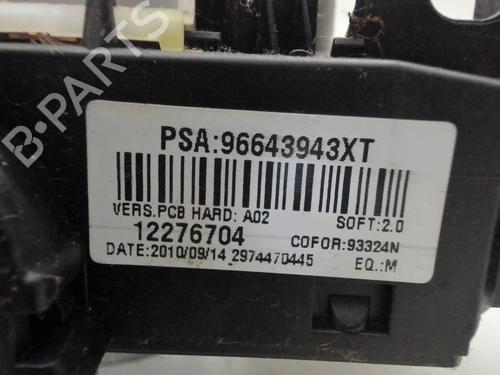 B-PARTS
PSA:96643943XT
VERS.PCB HARD: A02 SOFT:2.0
12276704 COFOR:93324N
DATE:2010/09/14 2974470445 EQ.:M